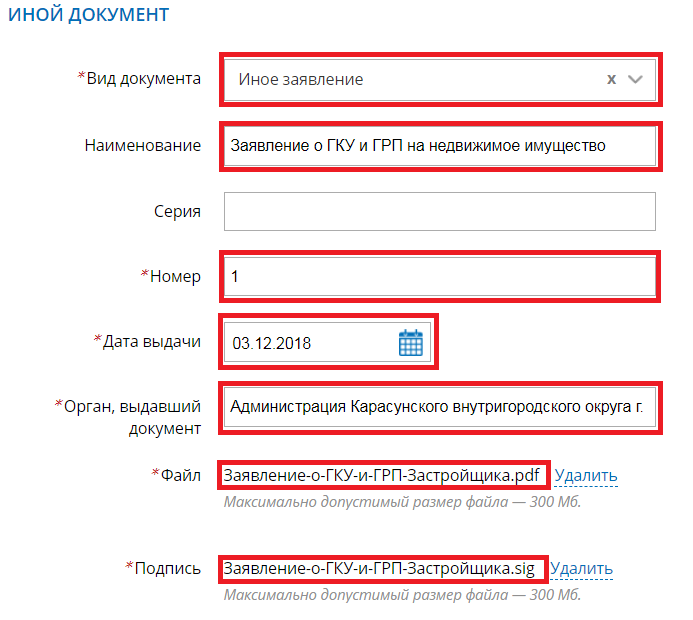 ИНОЙ ДОКУМЕНТ
*Вид документа
Иное заявление x
Наименование
Заявление о ГКУ и ГРП на недвижимое имущество
Серия
*Номер
1
*Дата выдачи
03.12.2018
*Орган, выдавший
документ
Администрация Карасунского внутригородского округа г.
*Файл
Заявление-о-ГКУ-и-ГРП-Застройщика.pdf Удалить
Максимально допустимый размер файла — 300 Мб.
*Подпись
Заявление-о-ГКУ-и-ГРП-Застройщика.sig Удалить
Максимально допустимый размер файла — 300 Мб.